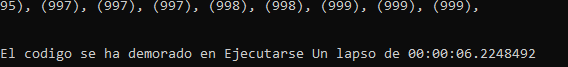 95), (997), (997), (997), (998), (998), (999), (999), (999),
El codigo se ha demorado en Ejecutarse Un lapso de 00:00:06.2248492